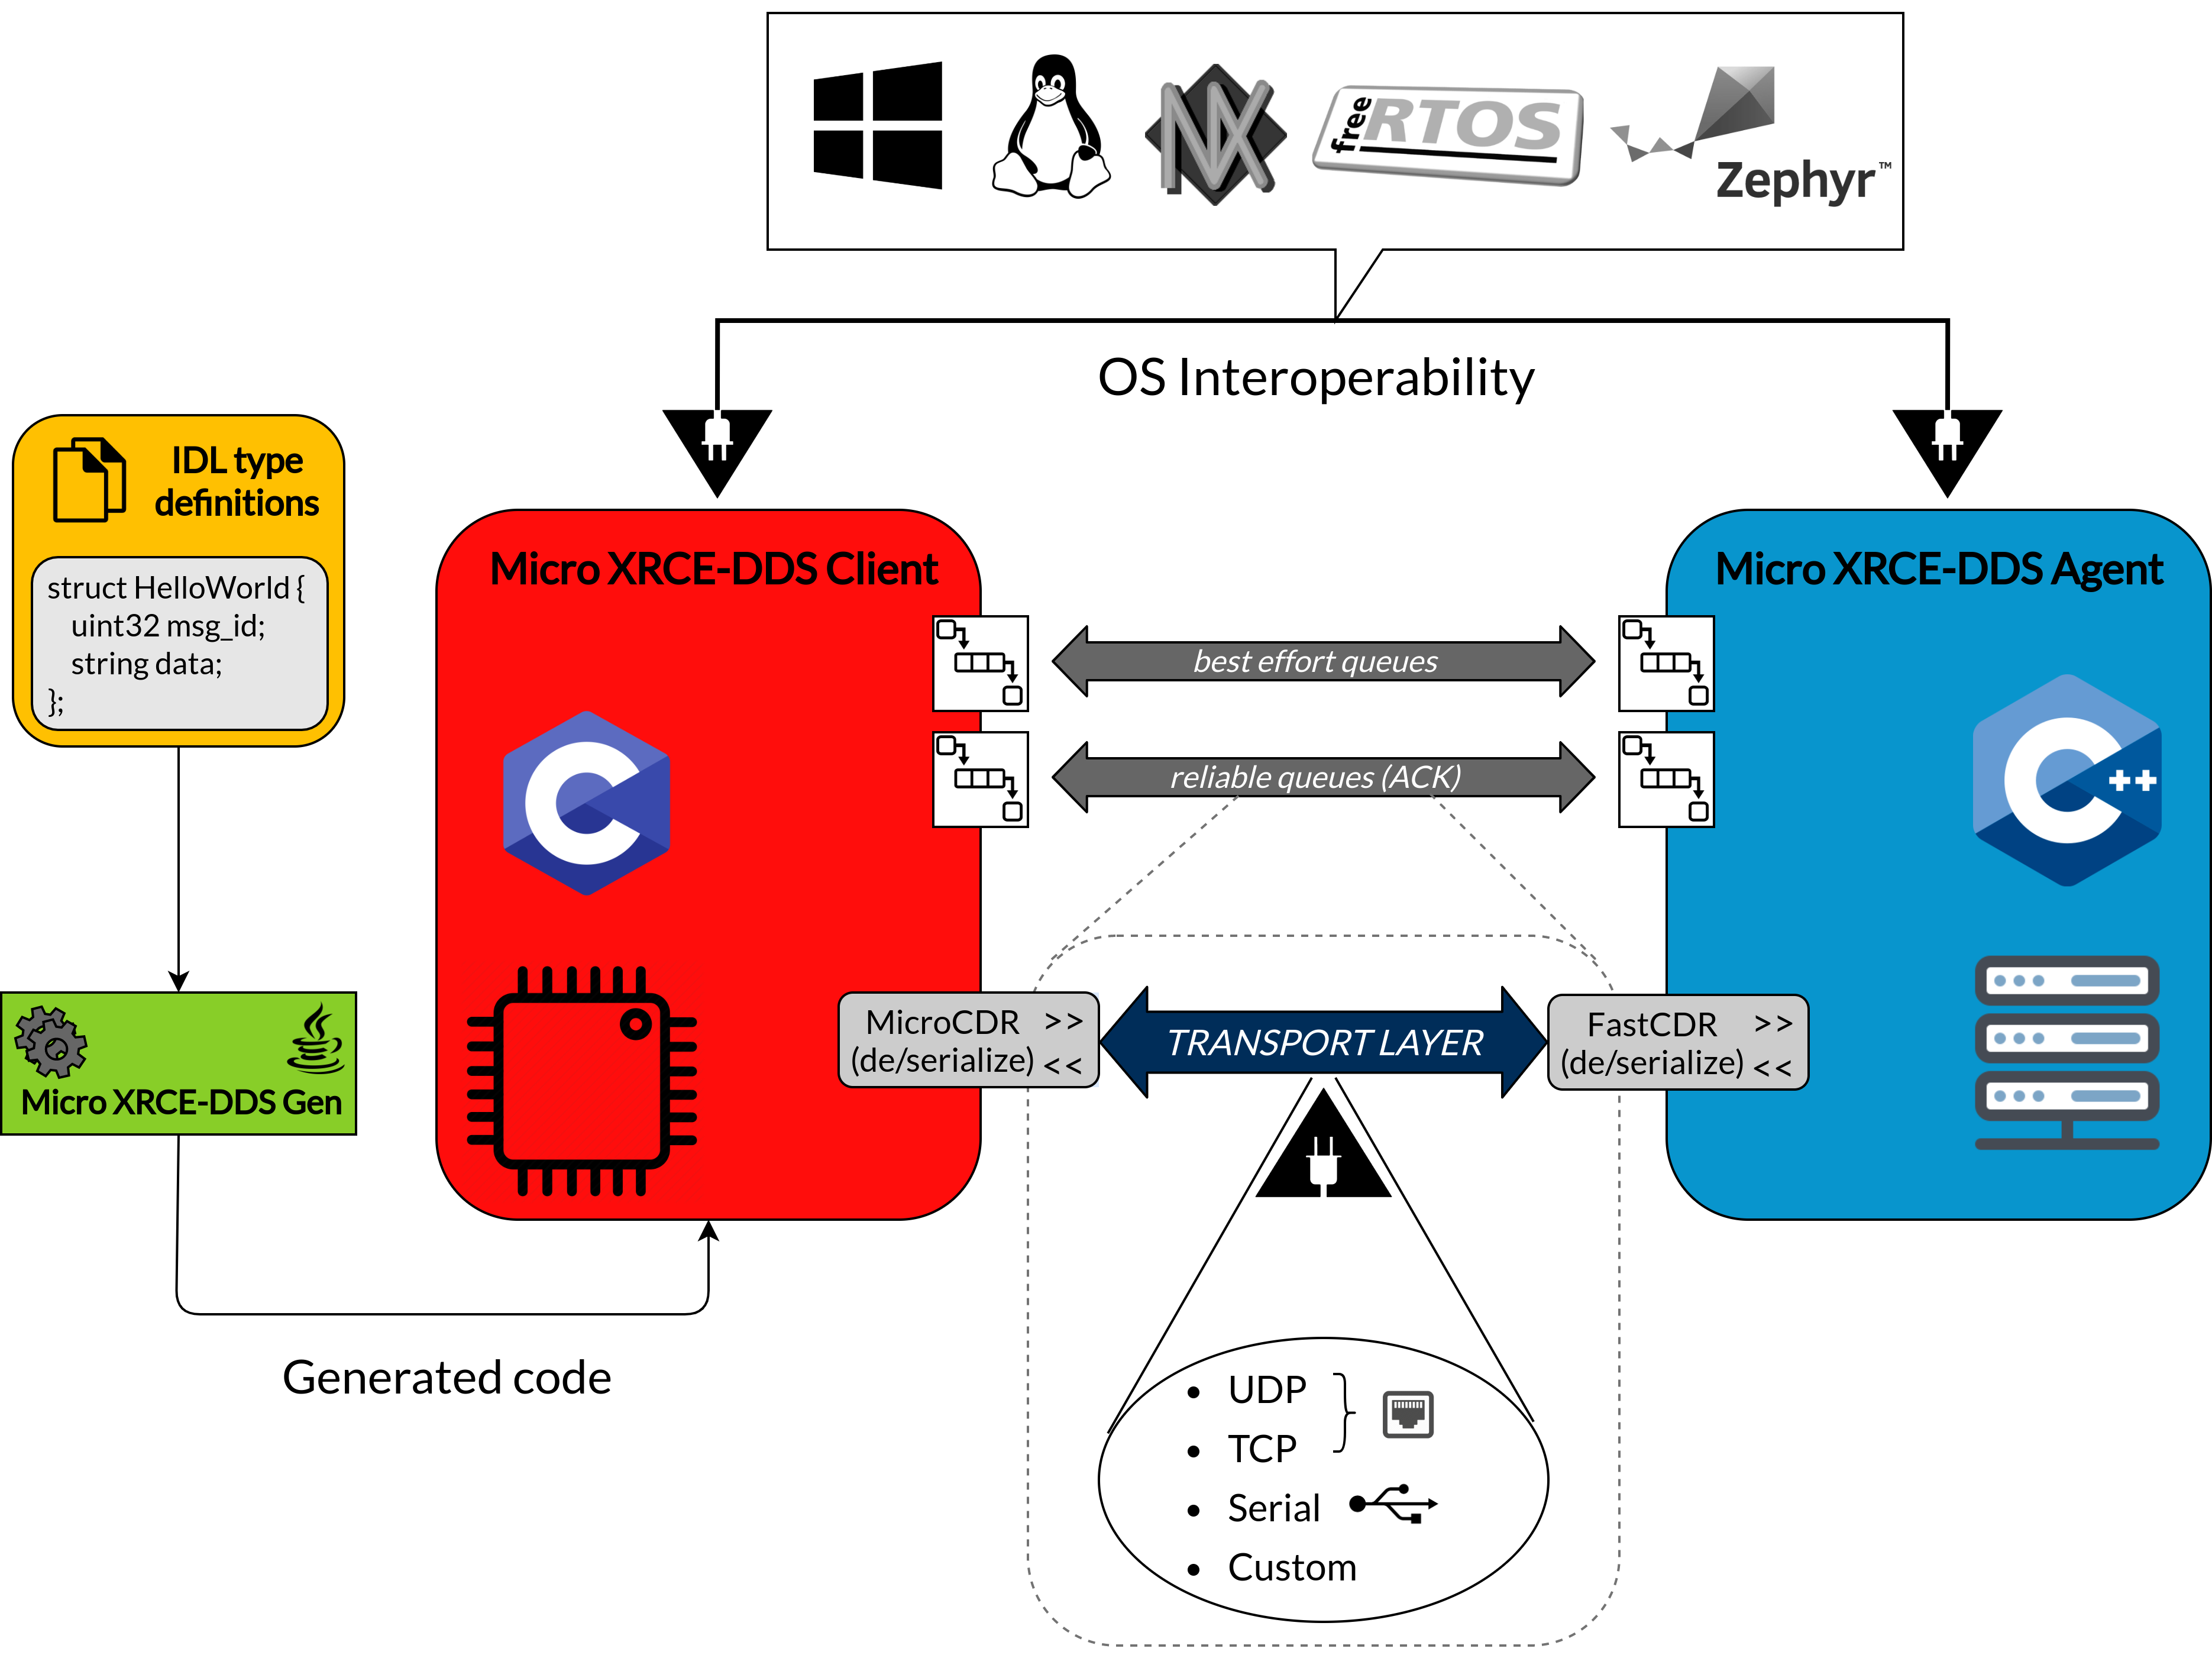 free
RTOS
Zephyr™
OS Interoperability
IDL type
definitions
struct HelloWorld {
uint32 msg_id;
string data;
};
Micro XRCE-DDS Client
Micro XRCE-DDS Agent
best effort queues
reliable queues (ACK)
C
C++
MicroCDR >>
(de/serialize) <<
TRANSPORT LAYER
FastCDR >>
(de/serialize) <<
Micro XRCE-DDS Gen
Generated code
• UDP
• TCP
• Serial
• Custom